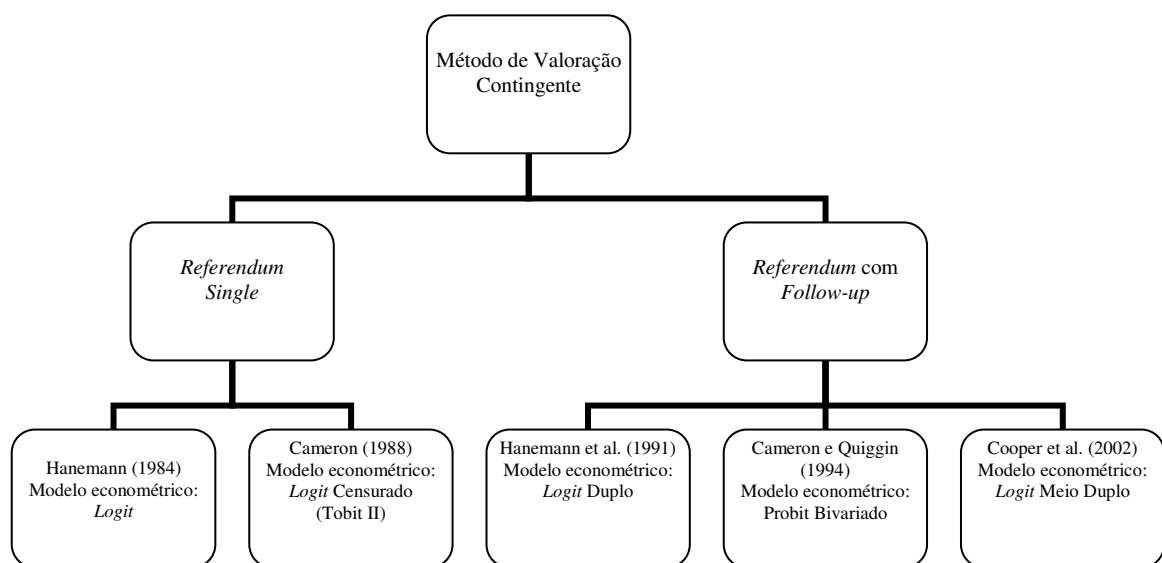 Método de Valoração
Contingente
Referendum
Single
Referendum com
Follow-up
Hanemann (1984)
Modelo econométrico:
Logit
Cameron (1988)
Modelo econométrico:
Logit Censurado
(Tobit II)
Hanemann et al. (1991)
Modelo econométrico:
Logit Duplo
Cameron e Quiggin
(1994)
Modelo econométrico:
Probit Bivariado
Cooper et al. (2002)
Modelo econométrico:
Logit Meio Duplo